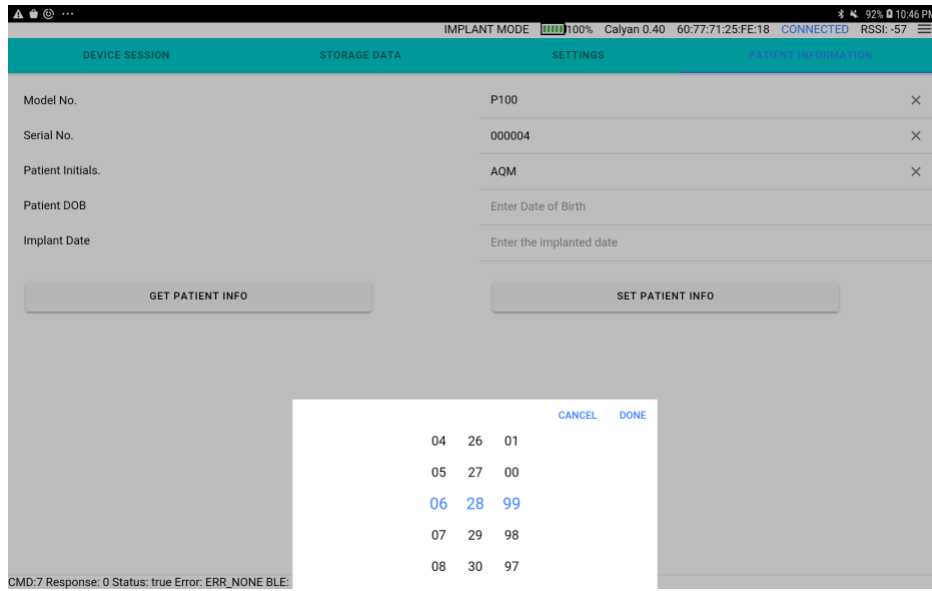 92% 10:46 PM
IMPLANT MODE 100% Calyan 0.40 60:77:71:25:FE:18 CONNECTED RSSI: -57
DEVICE SESSION STORAGE DATA SETTINGS PATIENT INFORMATION
Model No. P100
Serial No. 000004
Patient Initials. AQM
Patient DOB Enter Date of Birth
Implant Date Enter the implanted date
GET PATIENT INFO SET PATIENT INFO
CANCEL DONE
04 26 01
05 27 00
06 28 99
07 29 98
08 30 97
CMD:7 Response: 0 Status: true Error: ERR_NONE BLE: